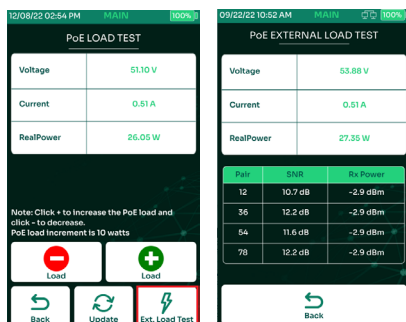 12/08/22 02:54 PM MAIN 100%
PoE LOAD TEST
Voltage 51.10 V
Current 0.51 A
RealPower 26.05 W
Note: Click + to increase the PoE load and
click - to decrease.
PoE load increment is 10 watts
Load Load
Back Update Ext. Load Test
09/22/22 10:52 AM MAIN 100%
PoE EXTERNAL LOAD TEST
Voltage 53.88 V
Current 0.51 A
RealPower 27.35 W
Pair SNR Rx Power
12 10.7 dB -2.9 dBm
36 12.2 dB -2.9 dBm
54 11.6 dB -2.9 dBm
78 12.2 dB -2.9 dBm
Back